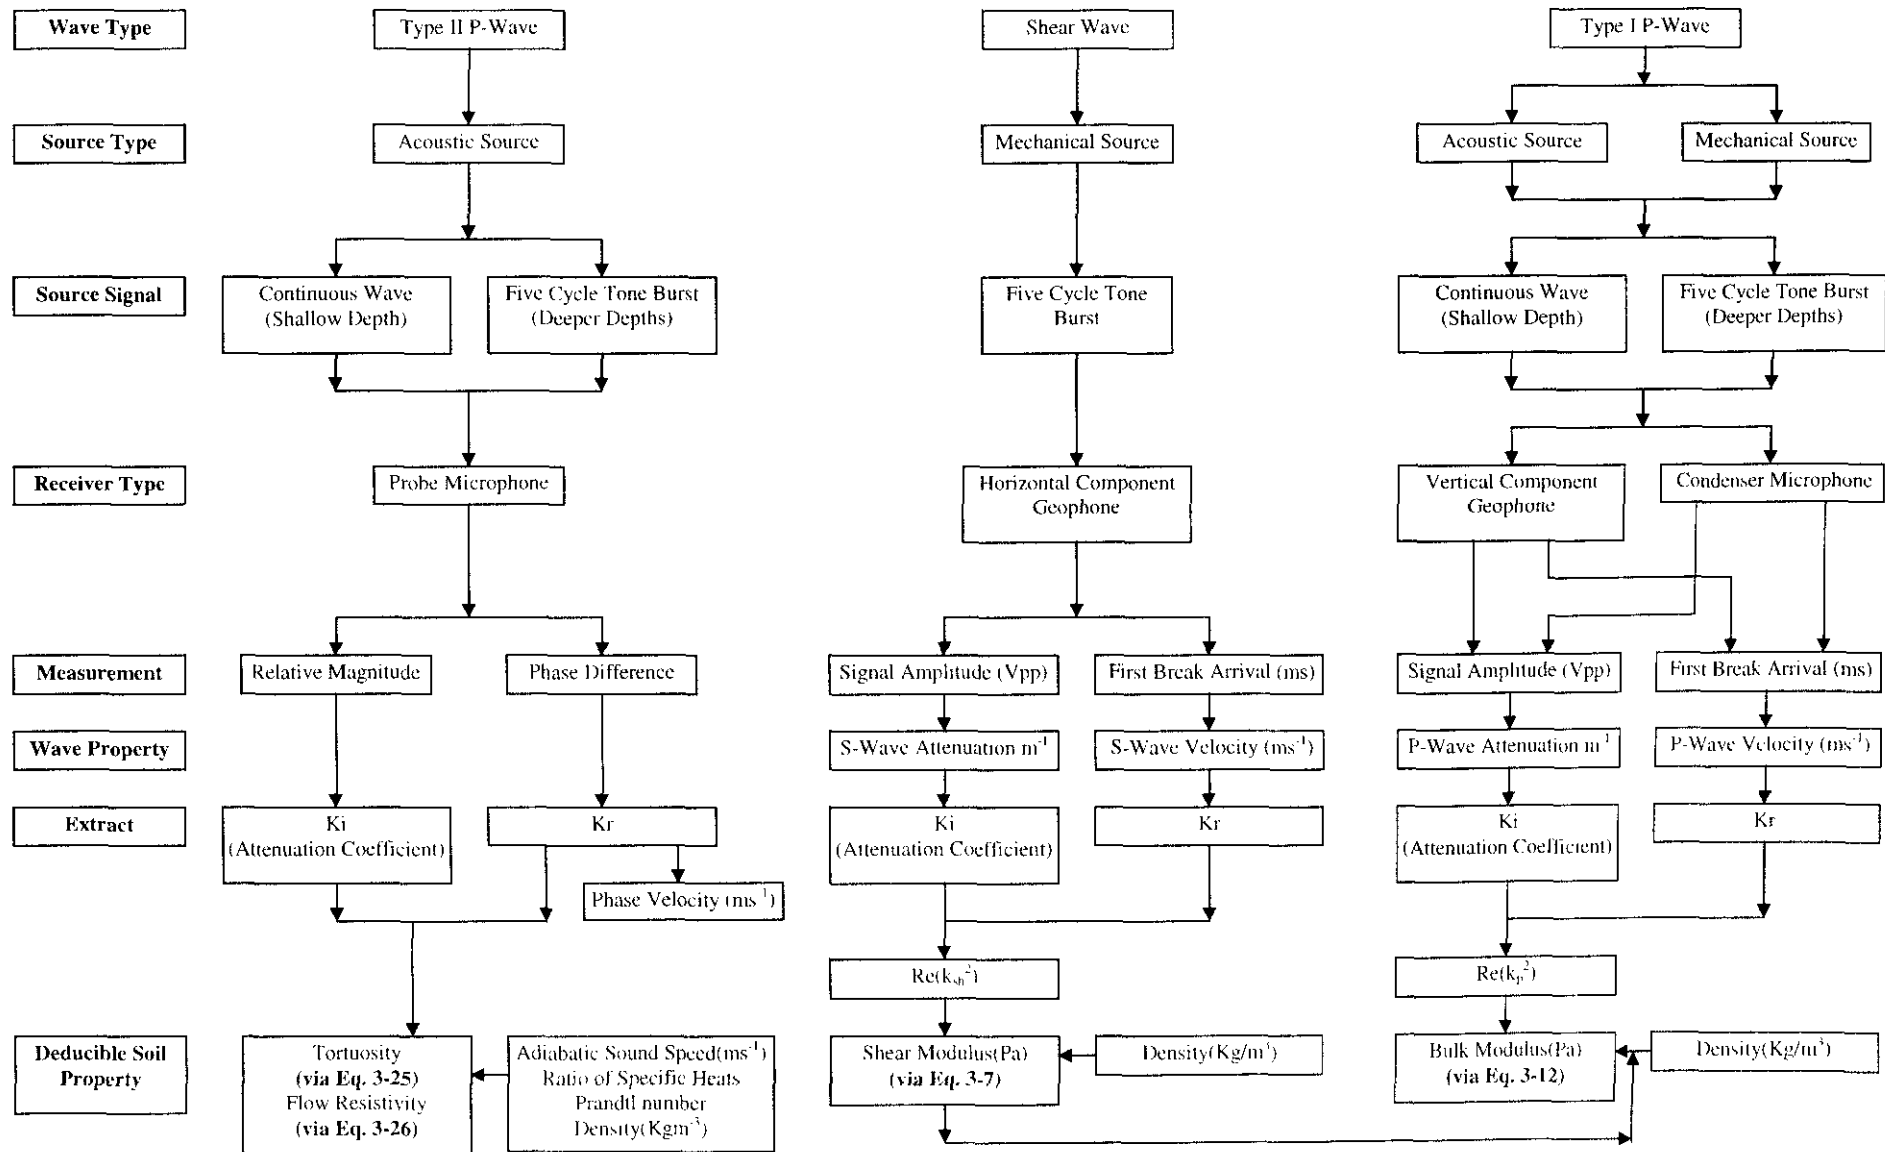 Wave Type
Type II P-Wave
Shear Wave
Type I P-Wave
Source Type
Acoustic Source
Mechanical Source
Acoustic Source
Mechanical Source
Source Signal
Continuous Wave
(Shallow Depth)
Five Cycle Tone Burst
(Deeper Depths)
Five Cycle Tone
Burst
Continuous Wave
(Shallow Depth)
Five Cycle Tone Burst
(Deeper Depths)
Receiver Type
Probe Microphone
Horizontal Component
Geophone
Vertical Component
Geophone
Condenser Microphone
Measurement
Relative Magnitude
Phase Difference
Signal Amplitude (Vpp)
First Break Arrival (ms)
Signal Amplitude (Vpp)
First Break Arrival (ms)
Wave Property
S-Wave Attenuation m⁻¹
S-Wave Velocity (ms⁻¹)
P-Wave Attenuation m⁻¹
P-Wave Velocity (ms⁻¹)
Extract
Ki
(Attenuation Coefficient)
Kr
Phase Velocity (ms⁻¹)
Ki
(Attenuation Coefficient)
Kr
Ki
(Attenuation Coefficient)
Kr
Re(kₛₕ²)
Re(kₚ²)
Deducible Soil
Property
Tortuosity
(via Eq. 3-25)
Flow Resistivity
(via Eq. 3-26)
Adiabatic Sound Speed(ms⁻¹)
Ratio of Specific Heats
Prandtl number
Density(Kgm⁻³)
Shear Modulus(Pa)
(via Eq. 3-7)
Density(Kg/m³)
Bulk Modulus(Pa)
(via Eq. 3-12)
Density(Kg/m³)